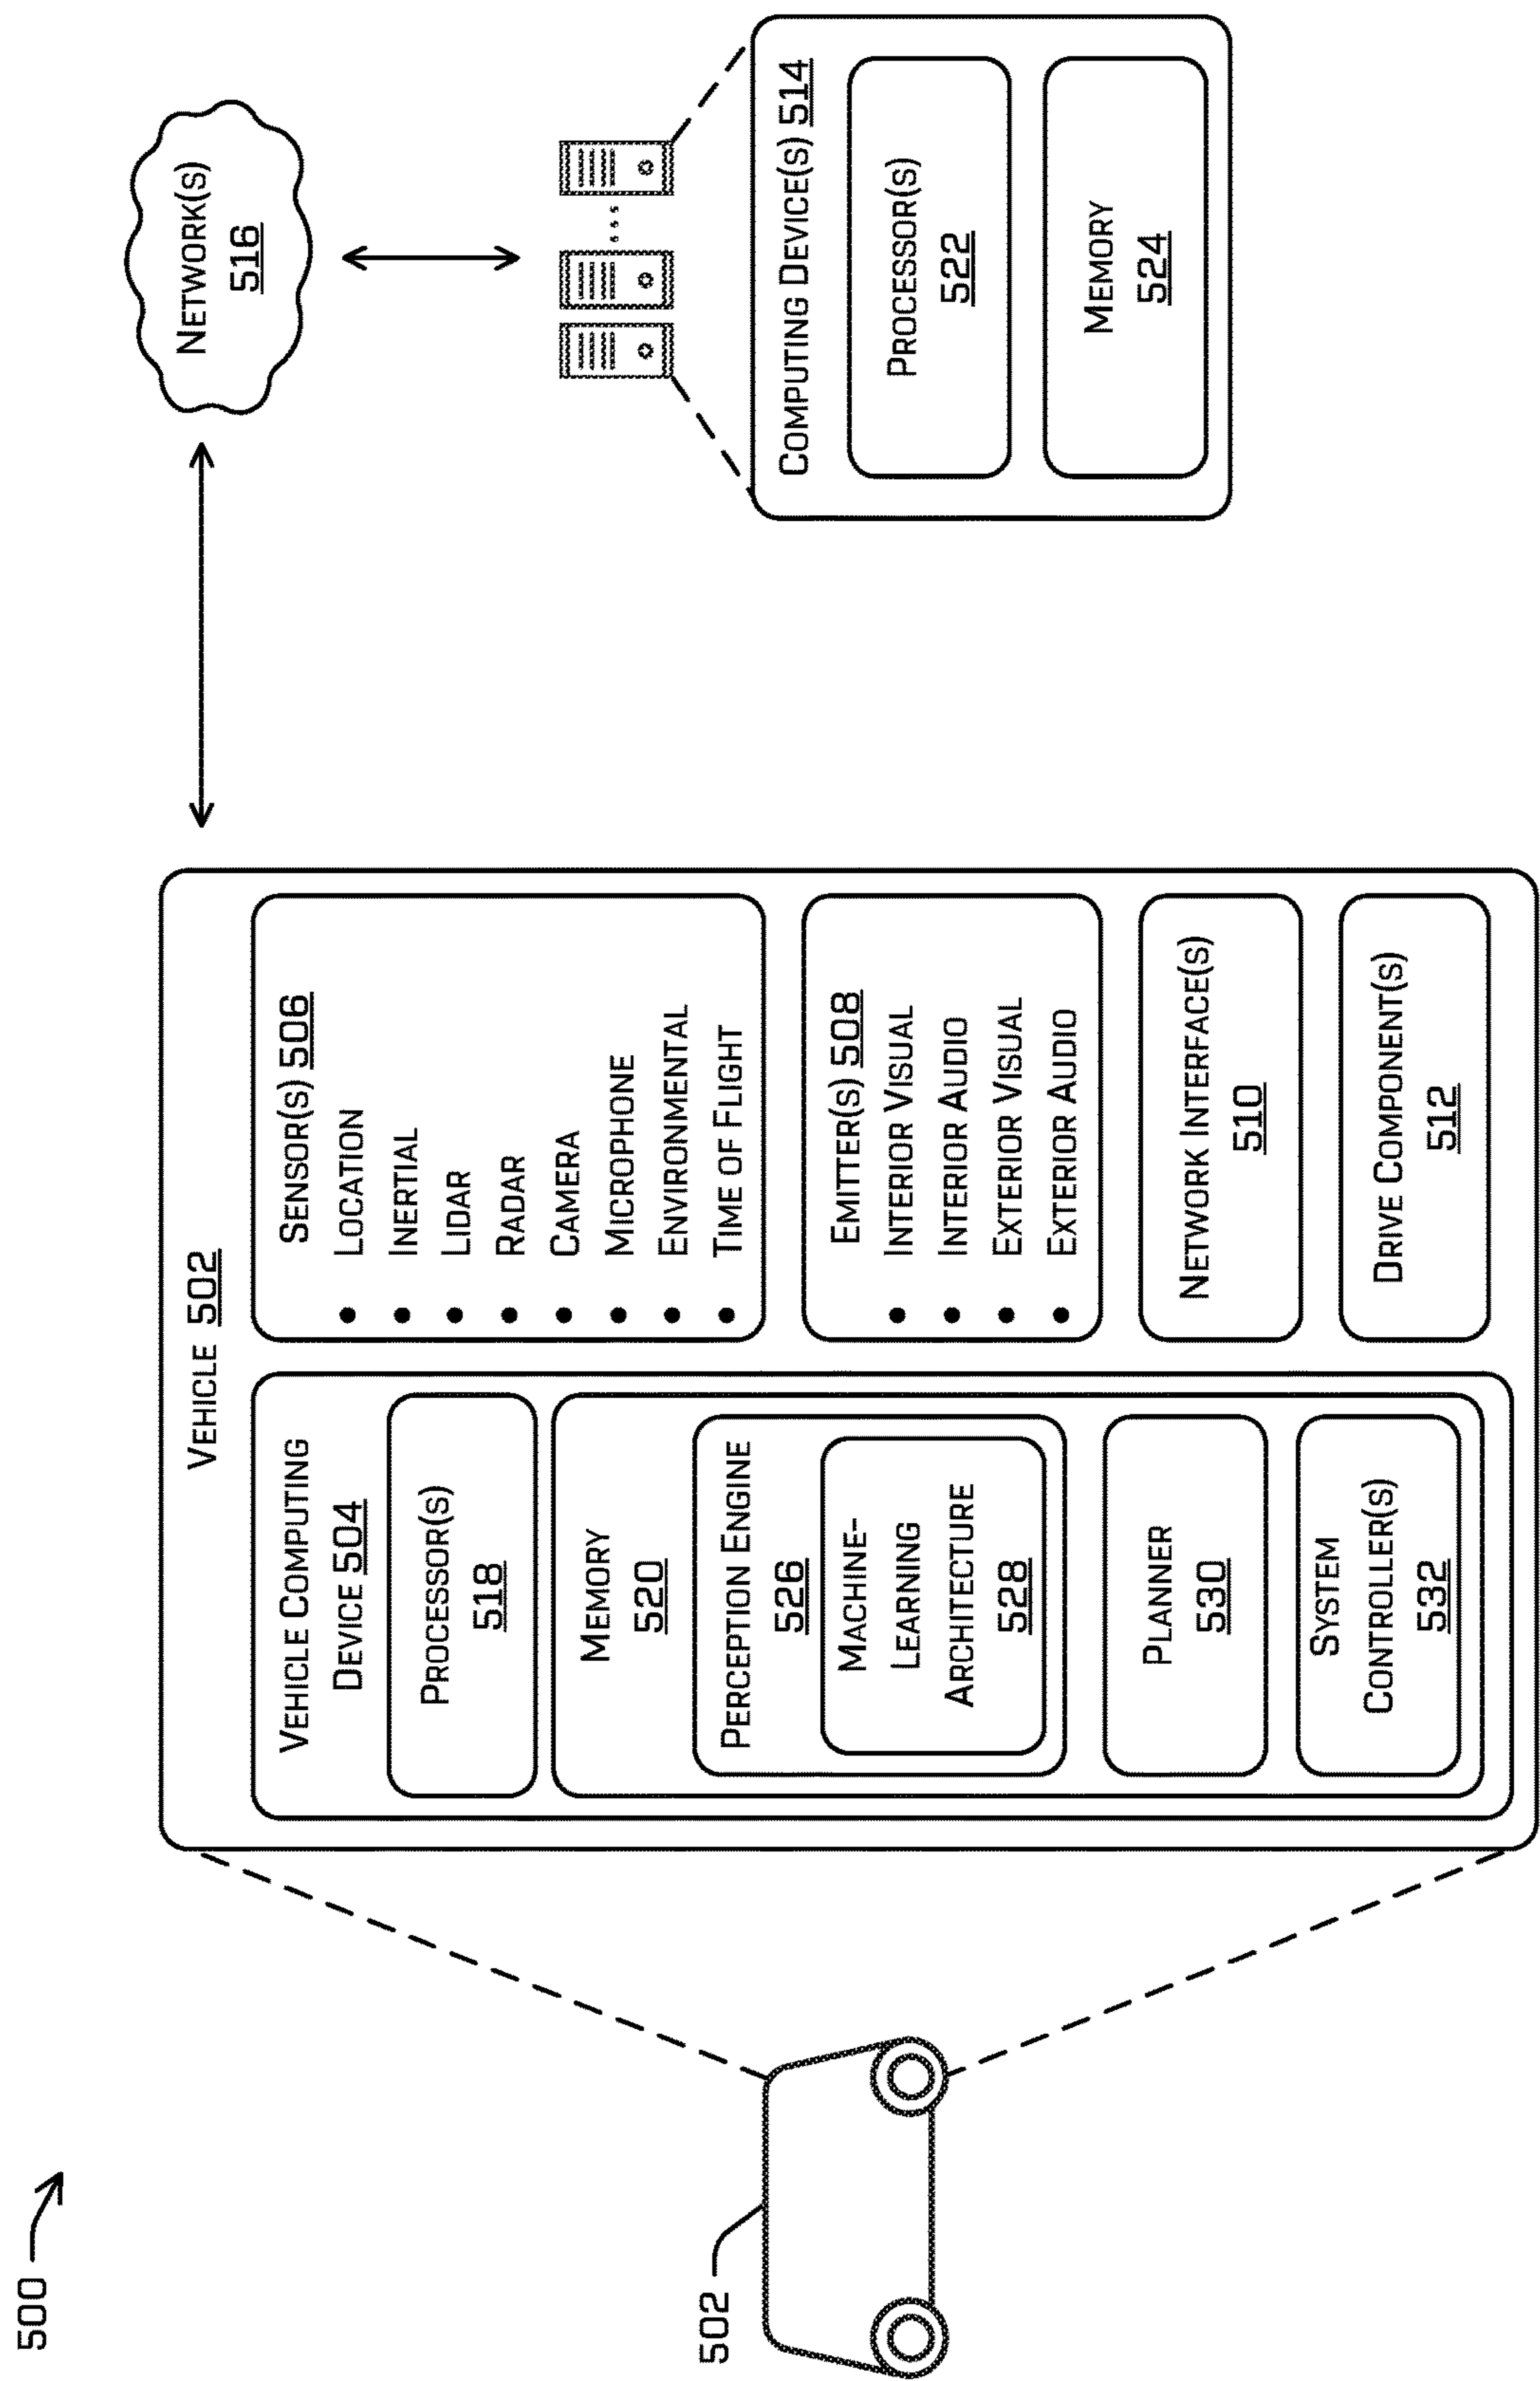 500
502
VEHICLE 502
VEHICLE COMPUTING
DEVICE 504
PROCESSOR(S)
518
MEMORY
520
PERCEPTION ENGINE
526
MACHINE-
LEARNING
ARCHITECTURE
528
PLANNER
530
SYSTEM
CONTROLLER(S)
532
SENSOR(S) 506
• LOCATION
• INERTIAL
• LIDAR
• RADAR
• CAMERA
• MICROPHONE
• ENVIRONMENTAL
• TIME OF FLIGHT
EMITTER(S) 508
• INTERIOR VISUAL
• INTERIOR AUDIO
• EXTERIOR VISUAL
• EXTERIOR AUDIO
NETWORK INTERFACE(S)
510
DRIVE COMPONENT(S)
512
NETWORK(S)
516
COMPUTING DEVICE(S) 514
PROCESSOR(S)
522
MEMORY
524